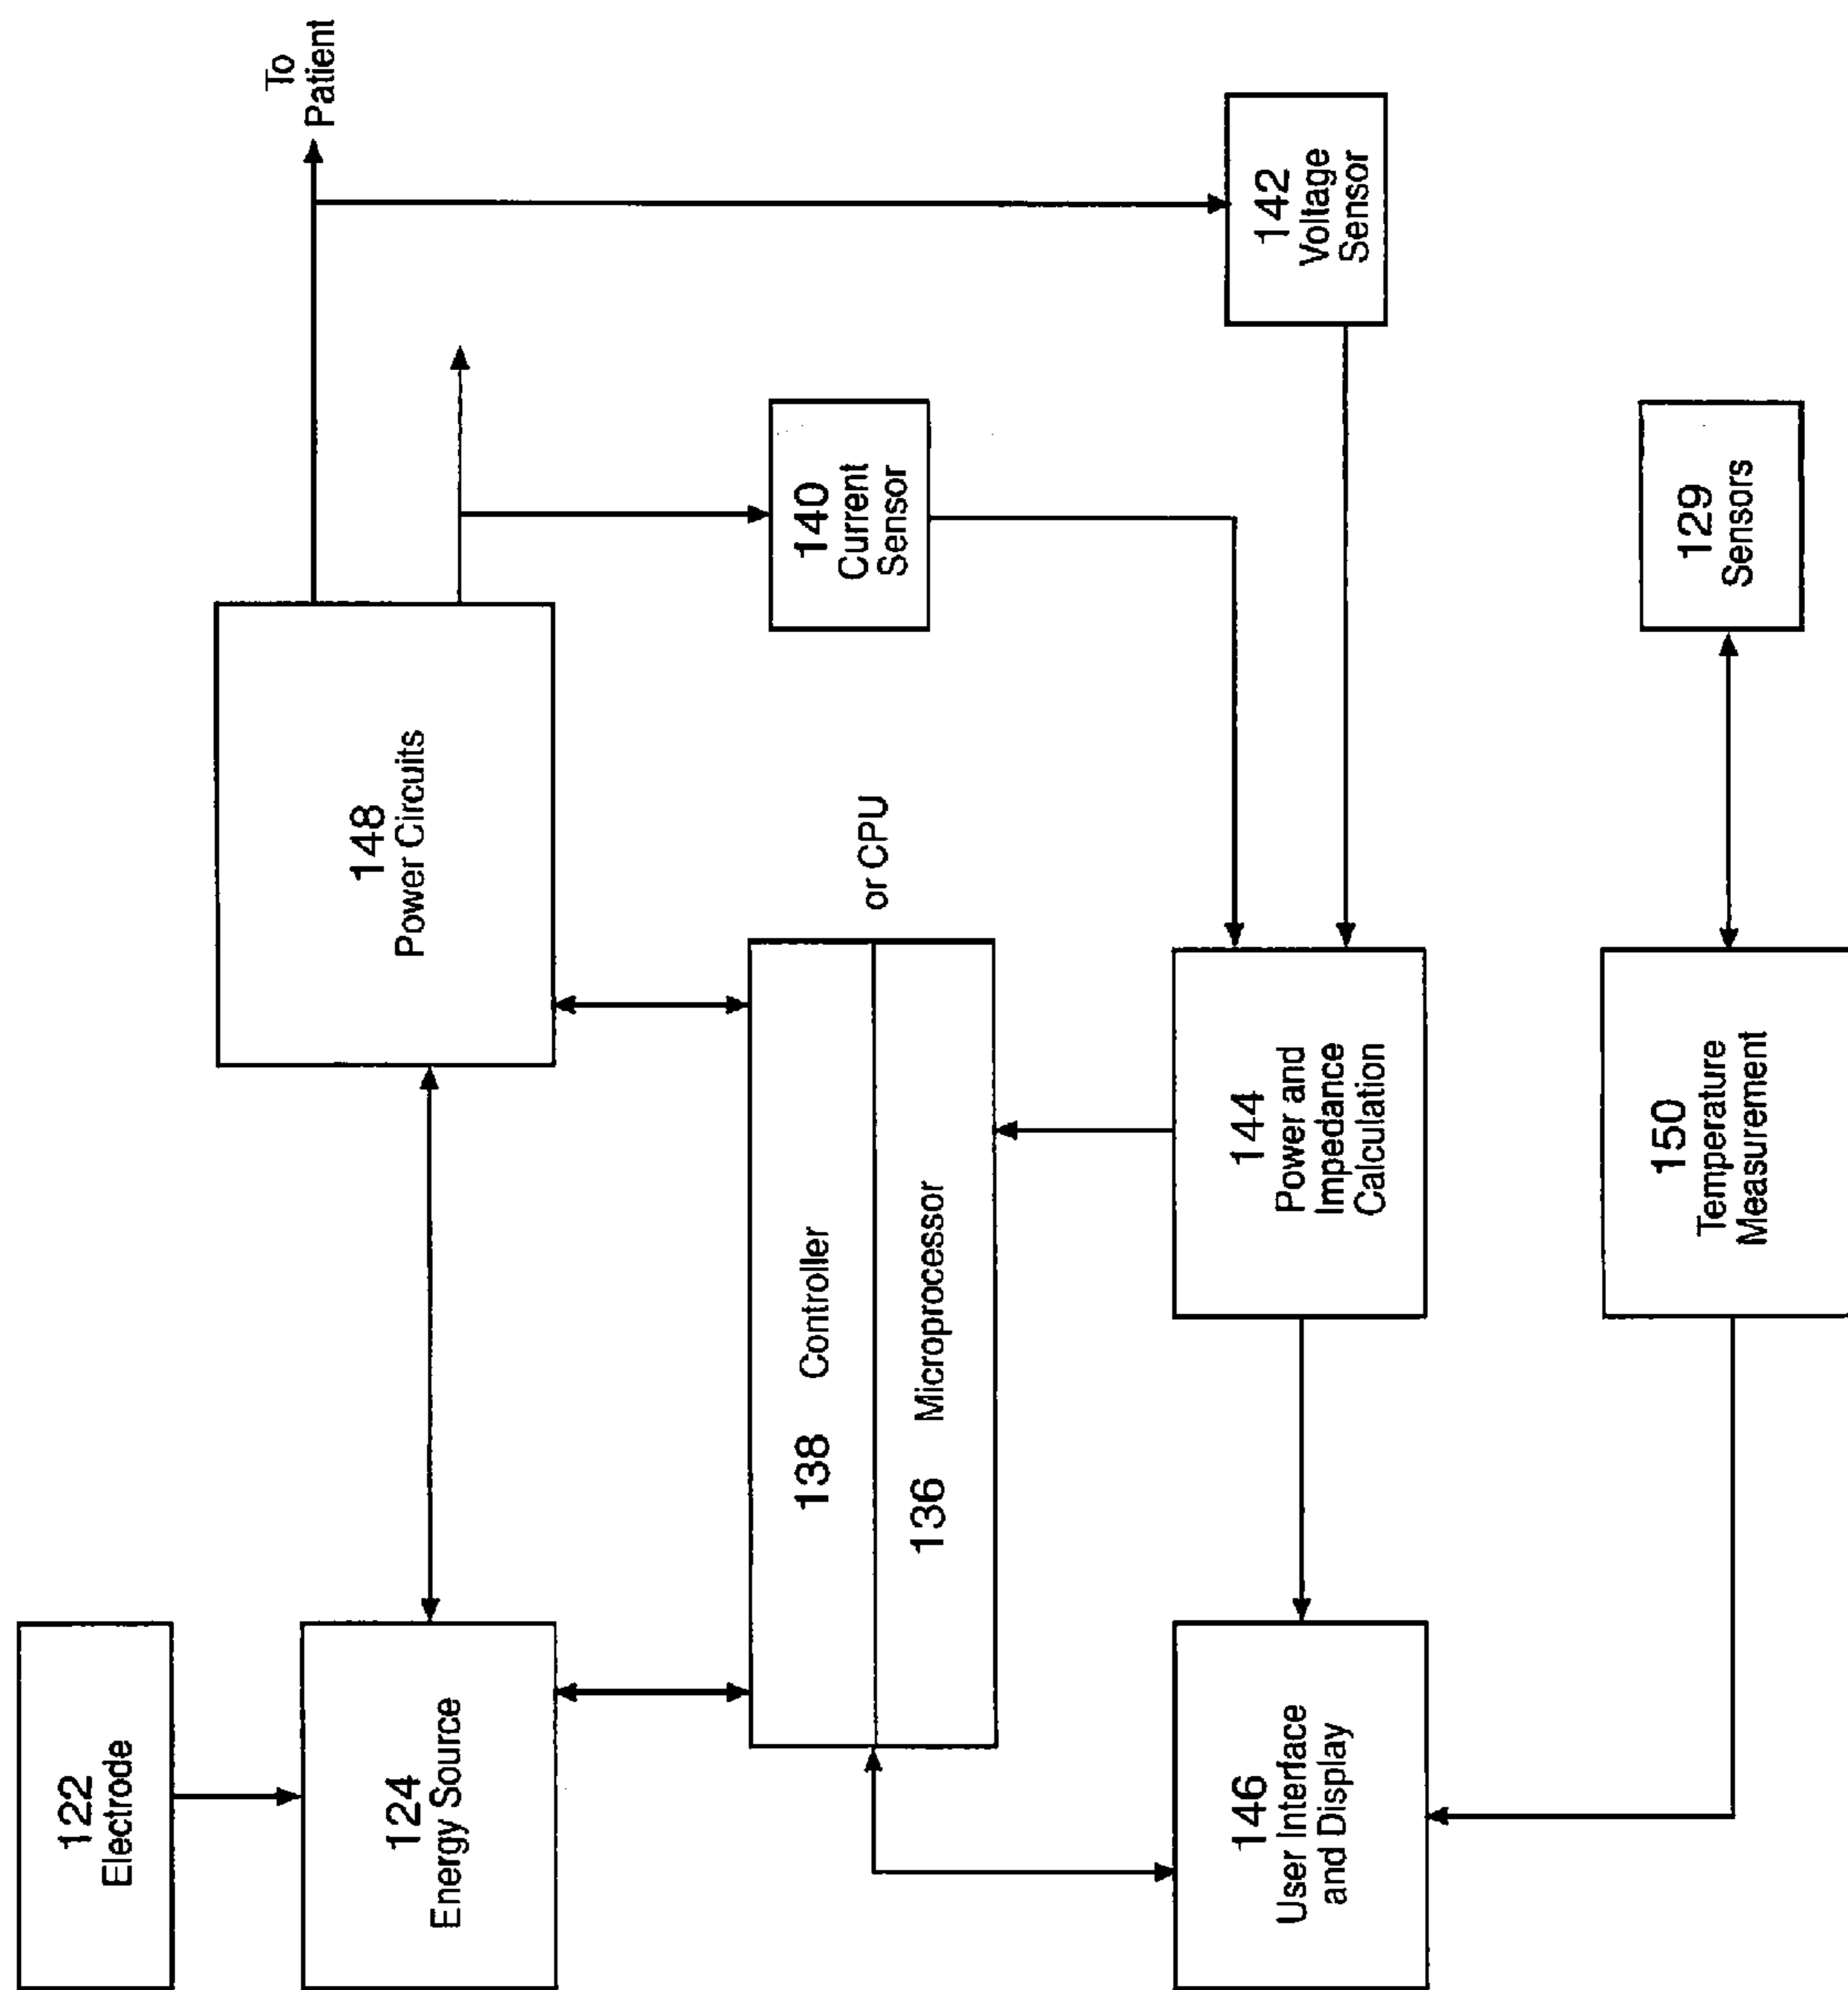 122
Electrode
124
Energy Source
148
Power Circuits
To
Patient
138 Controller
136 Microprocessor
or CPU
140
Current
Sensor
142
Voltage
Sensor
146
User Interface
and Display
144
Power and
Impedance
Calculation
150
Temperature
Measurement
129
Sensors